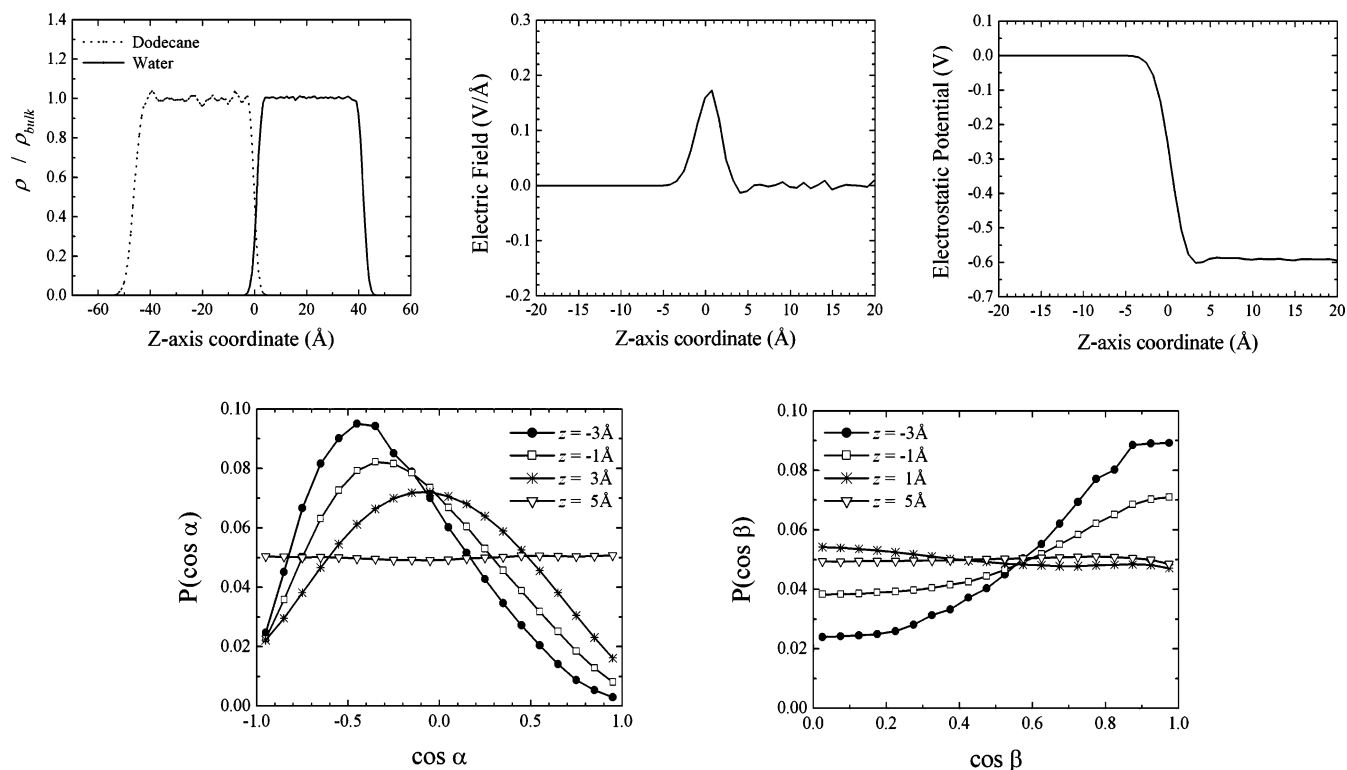 1.4
1.2
1.0
0.8
0.6
0.4
0.2
0.0
ρ / ρbulk
Dodecane
Water
-60 -40 -20 0 20 40 60
Z-axis coordinate (Å)
0.3
0.2
0.1
0.0
-0.1
-0.2
Electric Field (V/Å)
-20 -15 -10 -5 0 5 10 15 20
Z-axis coordinate (Å)
0.1
0.0
-0.1
-0.2
-0.3
-0.4
-0.5
-0.6
-0.7
Electrostatic Potential (V)
-20 -15 -10 -5 0 5 10 15 20
Z-axis coordinate (Å)
0.10
0.08
0.06
0.04
0.02
0.00
P(cos α)
z = -3Å
z = -1Å
z = 3Å
z = 5Å
-1.0 -0.5 0.0 0.5 1.0
cos α
0.10
0.08
0.06
0.04
0.02
0.00
P(cos β)
z = -3Å
z = -1Å
z = 1Å
z = 5Å
0.0 0.2 0.4 0.6 0.8 1.0
cos β